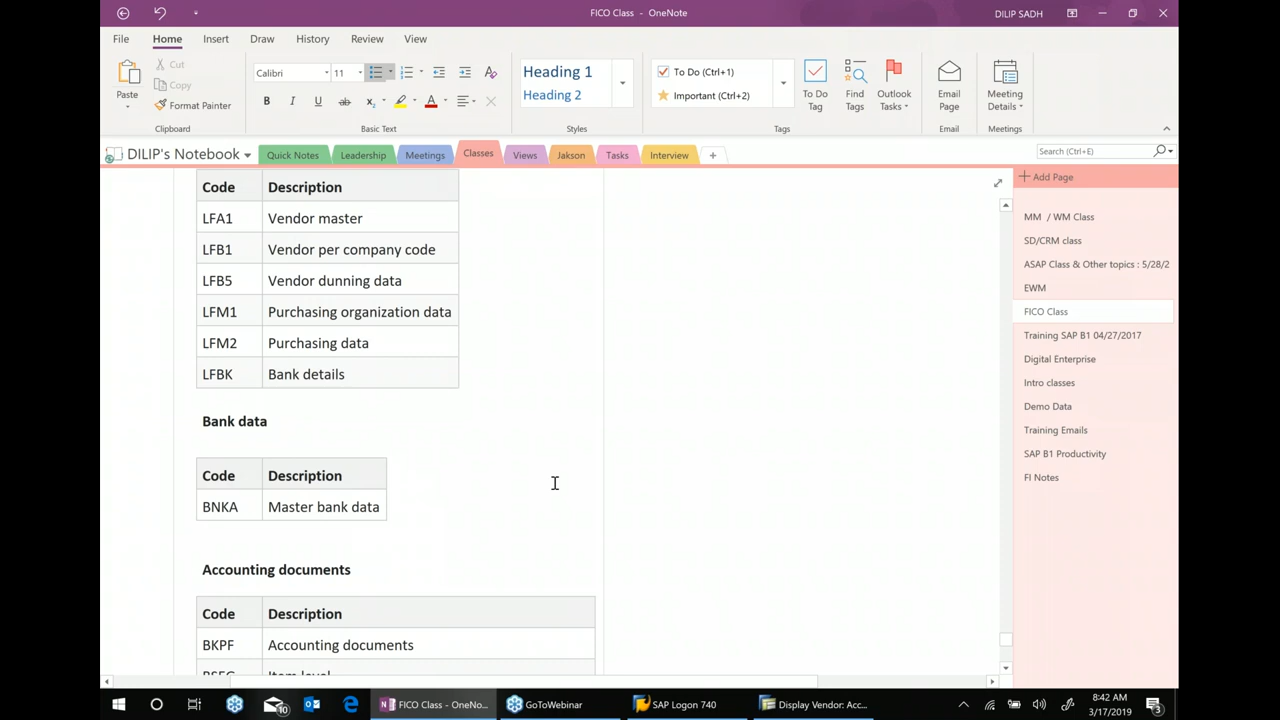 FICO Class - OneNote
DILIP SADH
File
Home
Insert
Draw
History
Review
View
Paste
Cut
Copy
Format Painter
Clipboard
Calibri
11
Basic Text
Heading 1
Heading 2
Styles
To Do (Ctrl+1)
Important (Ctrl+2)
To Do Tag
Find Tags
Outlook Tasks
Tags
Email Page
Email
Meeting Details
Meetings
DILIP's Notebook
Quick Notes
Leadership
Meetings
Classes
Views
Jakson
Tasks
Interview
Search (Ctrl+E)
Code Description
LFA1 Vendor master
LFB1 Vendor per company code
LFB5 Vendor dunning data
LFM1 Purchasing organization data
LFM2 Purchasing data
LFBK Bank details
Bank data
Code Description
BNKA Master bank data
Accounting documents
Code Description
BKPF Accounting documents
BSEG Item level
Add Page
MM / WM Class
SD/CRM class
ASAP Class & Other topics : 5/28/2
EWM
FICO Class
Training SAP B1 04/27/2017
Digital Enterprise
Intro classes
Demo Data
Training Emails
SAP B1 Productivity
FI Notes
10
FICO Class - OneNo...
GoToWebinar
SAP Logon 740
Display Vendor: Acc...
8:42 AM
3/17/2019
3